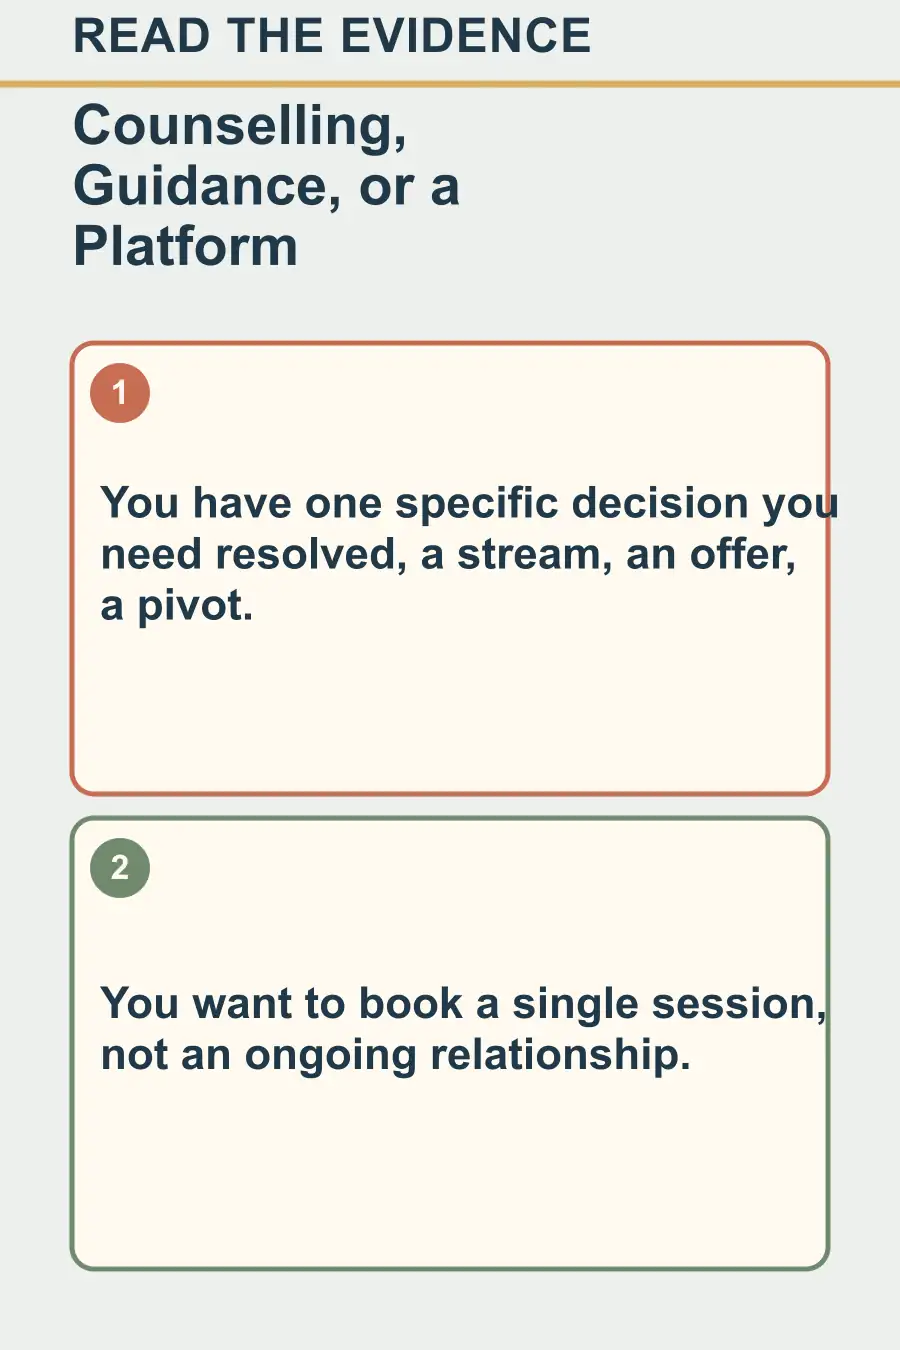 READ THE EVIDENCE
Counselling,
Guidance, or a
Platform
1
You have one specific decision you
need resolved, a stream, an offer,
a pivot.
2
You want to book a single session,
not an ongoing relationship.